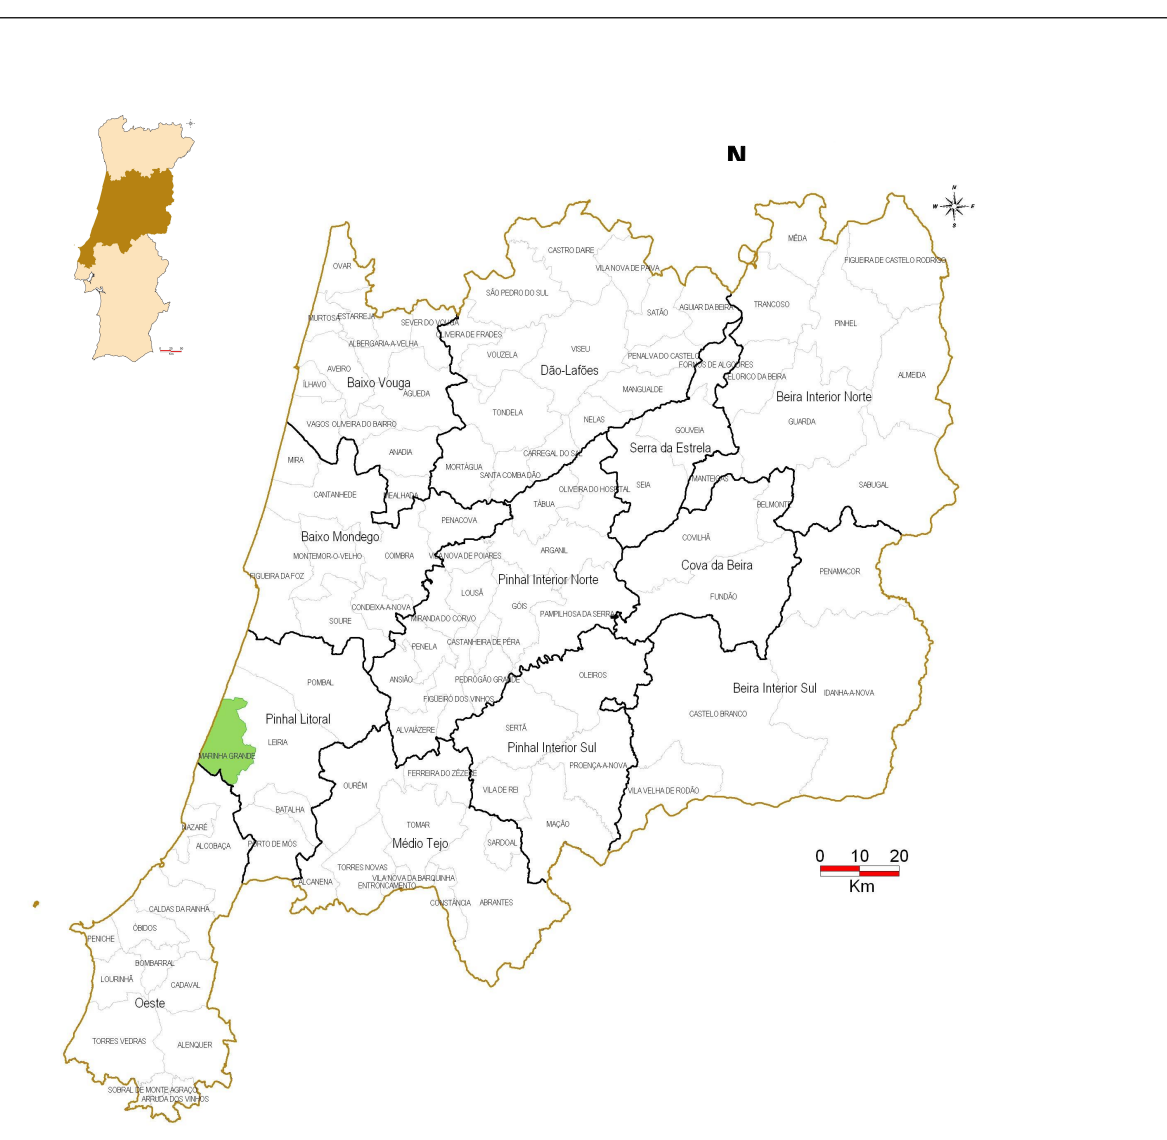 N
N
W
E
S
MÊDA
CASTRO DAIRE
FIGUEIRA DE CASTELO RODRIGO
OVAR
VILA NOVA DE PAIVA
SÃO PEDRO DO SUL
TRANCOSO
AGUIAR DA BEIRA
SATÃO
MURTOSA
ESTARREJA
SEVER DO VOUGA
PINHEL
OLIVEIRA DE FRADES
ALBERGARIA-A-VELHA
VISEU
VOUZELA
PENALVA DO CASTELO
FORNOS DE ALGODRES
AVEIRO
Dão-Lafões
ALMEIDA
CELORICO DA BEIRA
ÍLHAVO
Baixo Vouga
MANGUALDE
ÁGUEDA
Beira Interior Norte
TONDELA
NELAS
GUARDA
VAGOS
OLIVEIRA DO BAIRRO
GOUVEIA
Serra da Estrela
ANADIA
CARREGAL DO SAL
MIRA
MORTÁGUA
SANTA COMBA DÃO
MANTEIGAS
SEIA
SABUGAL
OLIVEIRA DO HOSPITAL
CANTANHEDE
MEALHADA
TÁBUA
BELMONTE
PENACOVA
Baixo Mondego
COVILHÃ
ARGANIL
MONTEMOR-O-VELHO
COIMBRA
VILA NOVA DE POIARES
Cova da Beira
PENAMACOR
FIGUEIRA DA FOZ
Pinhal Interior Norte
LOUSÃ
FUNDÃO
CONDEIXA-A-NOVA
GÓIS
PAMPILHOSA DA SERRA
SOURE
MIRANDA DO CORVO
PENELA
CASTANHEIRA DE PÊRA
OLEIROS
POMBAL
ANSIÃO
PEDRÓGÃO GRANDE
Beira Interior Sul
IDANHA-A-NOVA
FIGUEIRÓ DOS VINHOS
CASTELO BRANCO
Pinhal Litoral
ALVAIÁZERE
SERTÃ
LEIRIA
Pinhal Interior Sul
MARINHA GRANDE
PROENÇA-A-NOVA
FERREIRA DO ZÊZERE
OURÉM
VILA DE REI
VILA VELHA DE RODÃO
BATALHA
NAZARÉ
TOMAR
MAÇÃO
ALCOBAÇA
PORTO DE MÓS
Médio Tejo
SARDOAL
0 10 20
Km
TORRES NOVAS
VILA NOVA DA BARQUINHA
ALCANENA
ENTRONCAMENTO
CONSTÂNCIA
ABRANTES
CALDAS DA RAINHA
ÓBIDOS
PENICHE
BOMBARRAL
LOURINHÃ
CADAVAL
Oeste
TORRES VEDRAS
ALENQUER
SOBRAL DE MONTE AGRAÇO
ARRUDA DOS VINHOS